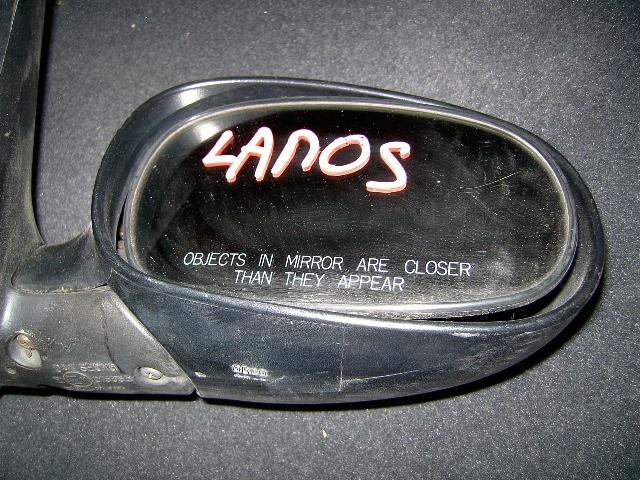 LANOS
OBJECTS IN MIRROR ARE CLOSER
THAN THEY APPEAR